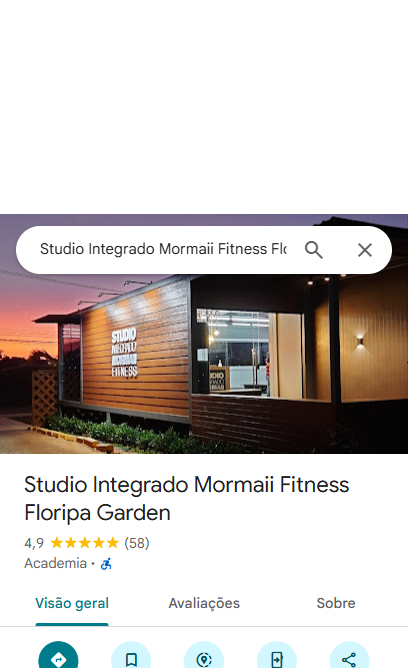 Studio Integrado Mormaii Fitness Flo
STUDIO
INTEGRADO
MORMAII
FITNESS
STUDIO
Studio Integrado Mormaii Fitness
Floripa Garden
4,9 (58)
Academia ·
Visão geral Avaliações Sobre